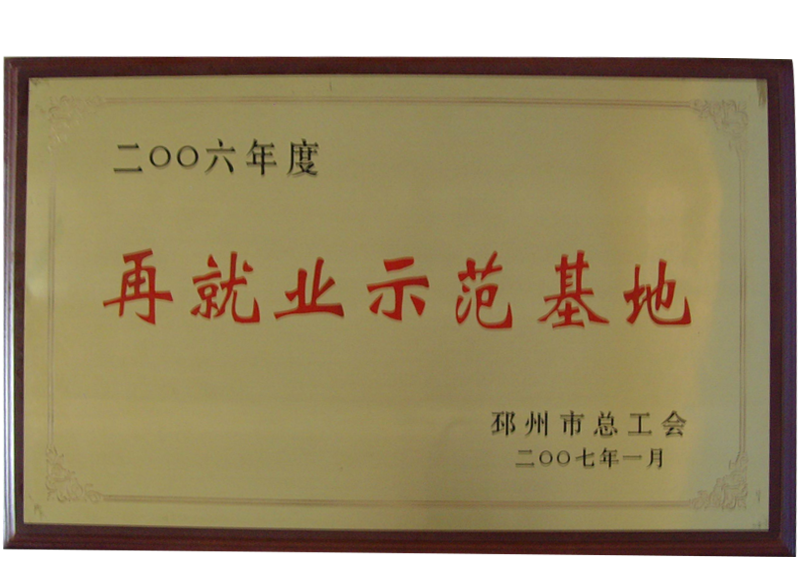 二〇〇六年度
再就业示范基地
邳州市总工会
二〇〇七年一月